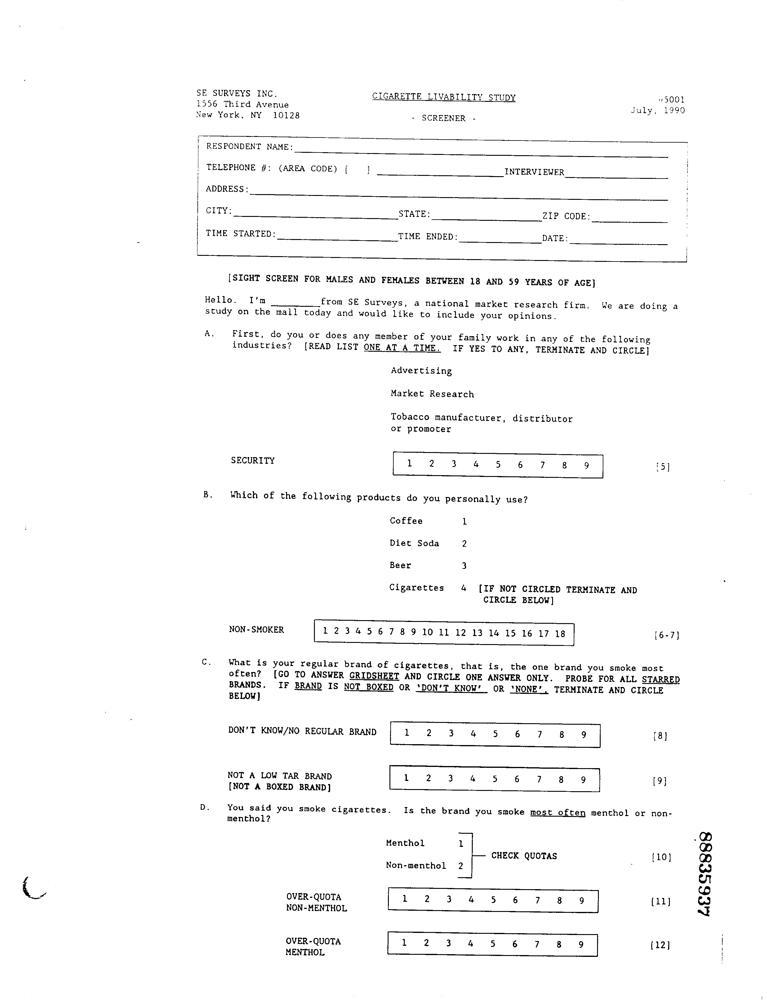 SE SURVEYS INC.
1556 Third Avenue
New York, NY 10128
CIGARETTE LIVABILITY STUDY
- SCREENER -
5001
July, 1990
RESPONDENT NAME:
TELEPHONE #: (AREA CODE) [ ] INTERVIEWER
ADDRESS:
CITY: STATE: ZIP CODE:
TIME STARTED: TIME ENDED: DATE:
[SIGHT SCREEN FOR MALES AND FEMALES BETWEEN 18 AND 59 YEARS OF AGE]
Hello. I'm ________from SE Surveys, a national market research firm. We are doing a
study on the mall today and would like to include your opinions.
A. First, do you or does any member of your family work in any of the following
industries? [READ LIST ONE AT A TIME. IF YES TO ANY, TERMINATE AND CIRCLE]
Advertising
Market Research
Tobacco manufacturer, distributor
or promoter
SECURITY 1 2 3 4 5 6 7 8 9 [5]
B. Which of the following products do you personally use?
Coffee 1
Diet Soda 2
Beer 3
Cigarettes 4 [IF NOT CIRCLED TERMINATE AND
CIRCLE BELOW]
NON-SMOKER 1 2 3 4 5 6 7 8 9 10 11 12 13 14 15 16 17 18 [6-7]
C. What is your regular brand of cigarettes, that is, the one brand you smoke most
often? [GO TO ANSWER GRIDSHEET AND CIRCLE ONE ANSWER ONLY. PROBE FOR ALL STARRED
BRANDS. IF BRAND IS NOT BOXED OR 'DON'T KNOW' OR 'NONE', TERMINATE AND CIRCLE
BELOW]
DON'T KNOW/NO REGULAR BRAND 1 2 3 4 5 6 7 8 9 [8]
NOT A LOW TAR BRAND 1 2 3 4 5 6 7 8 9 [9]
[NOT A BOXED BRAND]
D. You said you smoke cigarettes. Is the brand you smoke most often menthol or non-
menthol?
Menthol 1
CHECK QUOTAS [10]
Non-menthol 2
OVER-QUOTA 1 2 3 4 5 6 7 8 9 [11]
NON-MENTHOL
OVER-QUOTA 1 2 3 4 5 6 7 8 9 [12]
MENTHOL
88835937